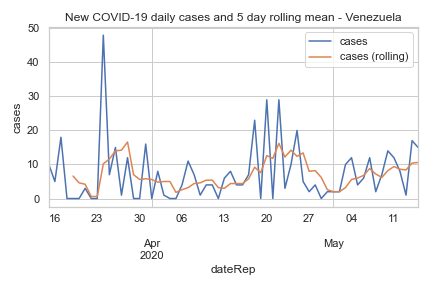 New COVID-19 daily cases and 5 day rolling mean - Venezuela
cases
cases (rolling)
50
40
30
20
10
0
cases
16
23
30
06
13
20
27
04
11
Apr
2020
May
dateRep